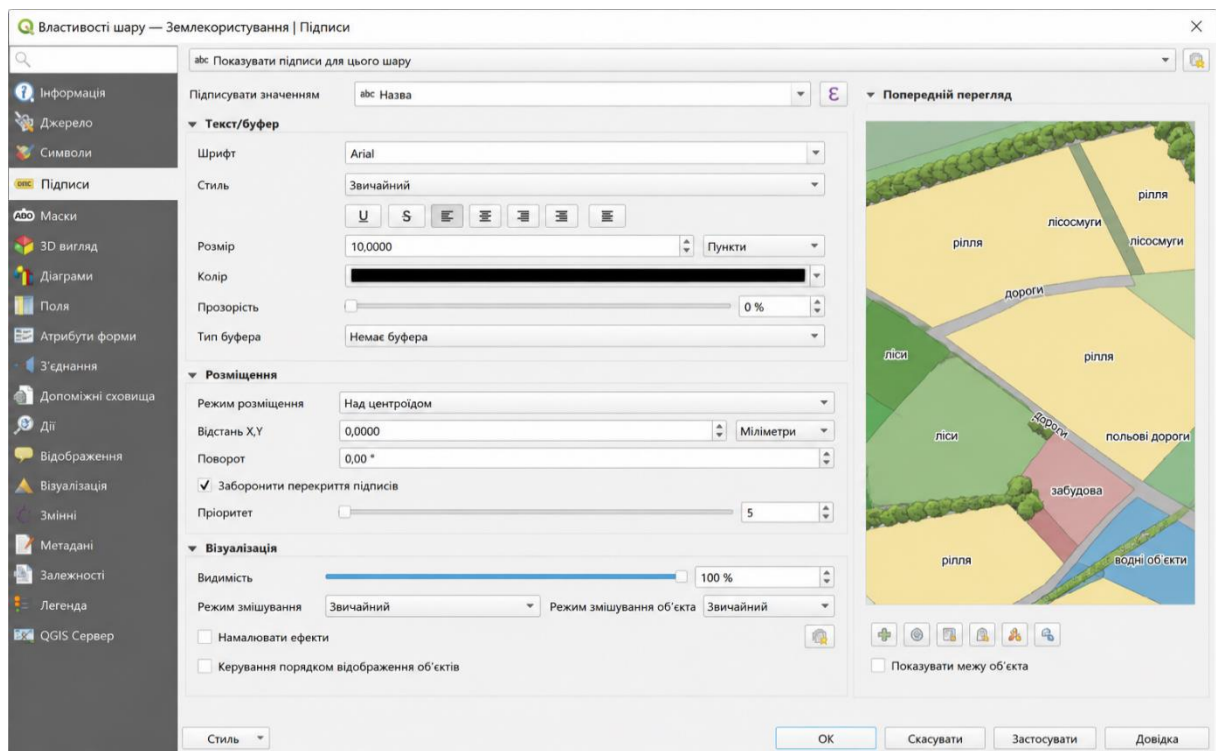 Властивості шару — Землекористування | Підписи
abc Показувати підписи для цього шару
Інформація
Джерело
Символи
Підписи
Маски
3D вигляд
Діаграми
Поля
Атрибути форми
З'єднання
Допоміжні сховища
Дії
Відображення
Візуалізація
Змінні
Метадані
Залежності
Легенда
QGIS Сервер
Підписувати значенням abc Назва ε
Текст/буфер
Шрифт Arial
Стиль Звичайний
U S
Розмір 10,0000 Пункти
Колір
Прозорість 0 %
Тип буфера Немає буфера
Розміщення
Режим розміщення Над центроїдом
Відстань X,Y 0,0000 Міліметри
Поворот 0,00 °
Заборонити перекриття підписів
Пріоритет 5
Візуалізація
Видимість 100 %
Режим змішування Звичайний Режим змішування об'єкта Звичайний
Намалювати ефекти
Керування порядком відображення об'єктів
Попередній перегляд
рілля
лісосмуги
рілля лісосмуги
дороги
ліси рілля
дороги
ліси польові дороги
забудова
рілля водні об'єкти
Показувати межу об'єкта
Стиль ОК Скасувати Застосувати Довідка